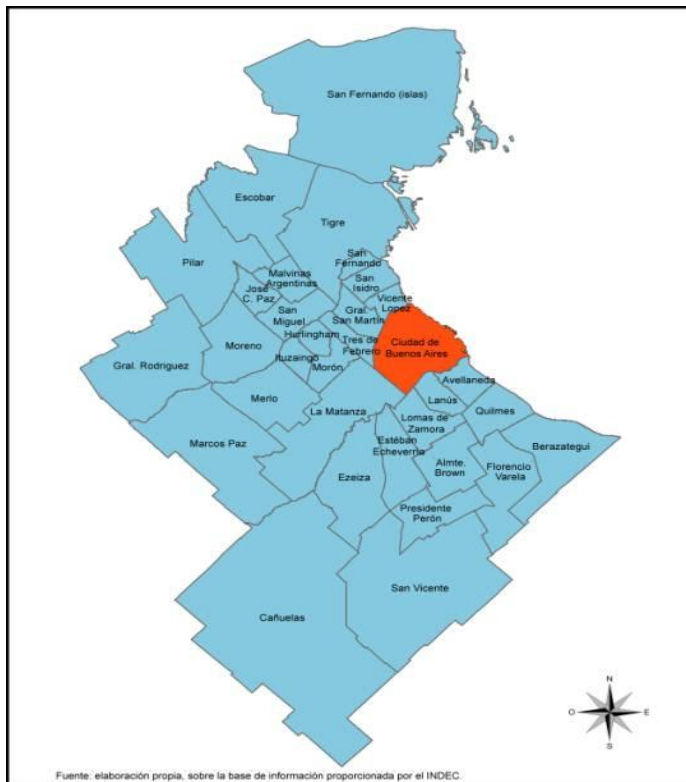 San Fernando (islas)
Escobar
Tigre
San
Fernando
Pilar
Malvinas
Argentinas
San
Isidro
José
C. Paz
Vicente
Lopez
San
Miguel
Gral.
San Martín
Hurlingham
Tres de
Febrero
Ciudad de
Buenos Aires
Moreno
Ituzaingó
Morón
Gral. Rodriguez
Avellaneda
Merlo
Lanús
La Matanza
Quilmes
Lomas de
Zamora
Marcos Paz
Estéban
Echeverría
Berazategui
Almte.
Brown
Florencio
Varela
Ezeiza
Presidente
Perón
San Vicente
Cañuelas
N
O
E
S
Fuente: elaboración propia, sobre la base de información proporcionada por el INDEC.